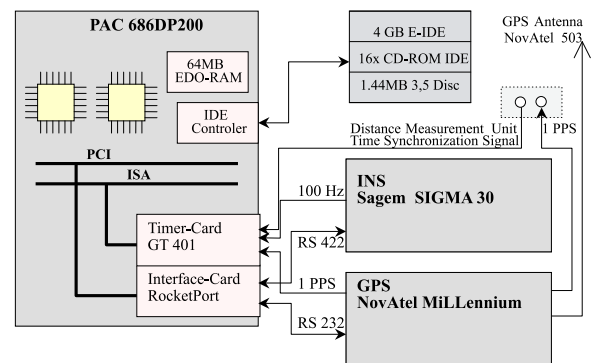 PAC 686DP200
64MB
EDO-RAM
IDE
Controler
PCI
ISA
Timer-Card
GT 401
Interface-Card
RocketPort
4 GB E-IDE
16x CD-ROM IDE
1.44MB 3,5 Disc
GPS Antenna
NovAtel 503
Distance Measurement Unit
Time Synchronization Signal
1 PPS
100 Hz
INS
Sagem SIGMA 30
RS 422
1 PPS
GPS
NovAtel MiLLennium
RS 232